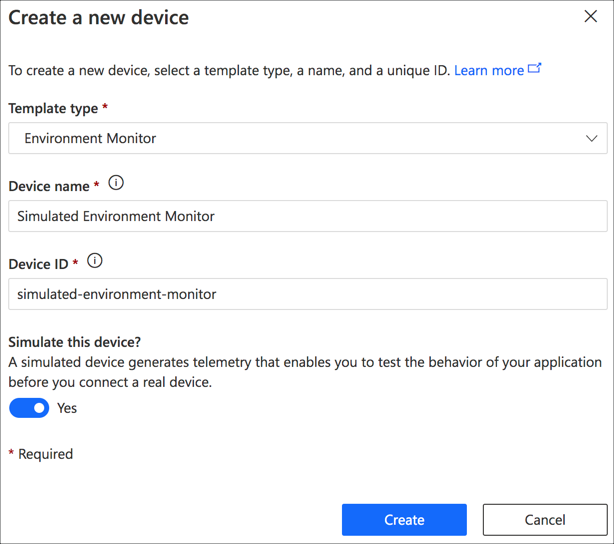 Create a new device
To create a new device, select a template type, a name, and a unique ID. Learn more
Template type *
Environment Monitor
Device name *
Simulated Environment Monitor
Device ID *
simulated-environment-monitor
Simulate this device?
A simulated device generates telemetry that enables you to test the behavior of your application
before you connect a real device.
Yes
* Required
Create Cancel